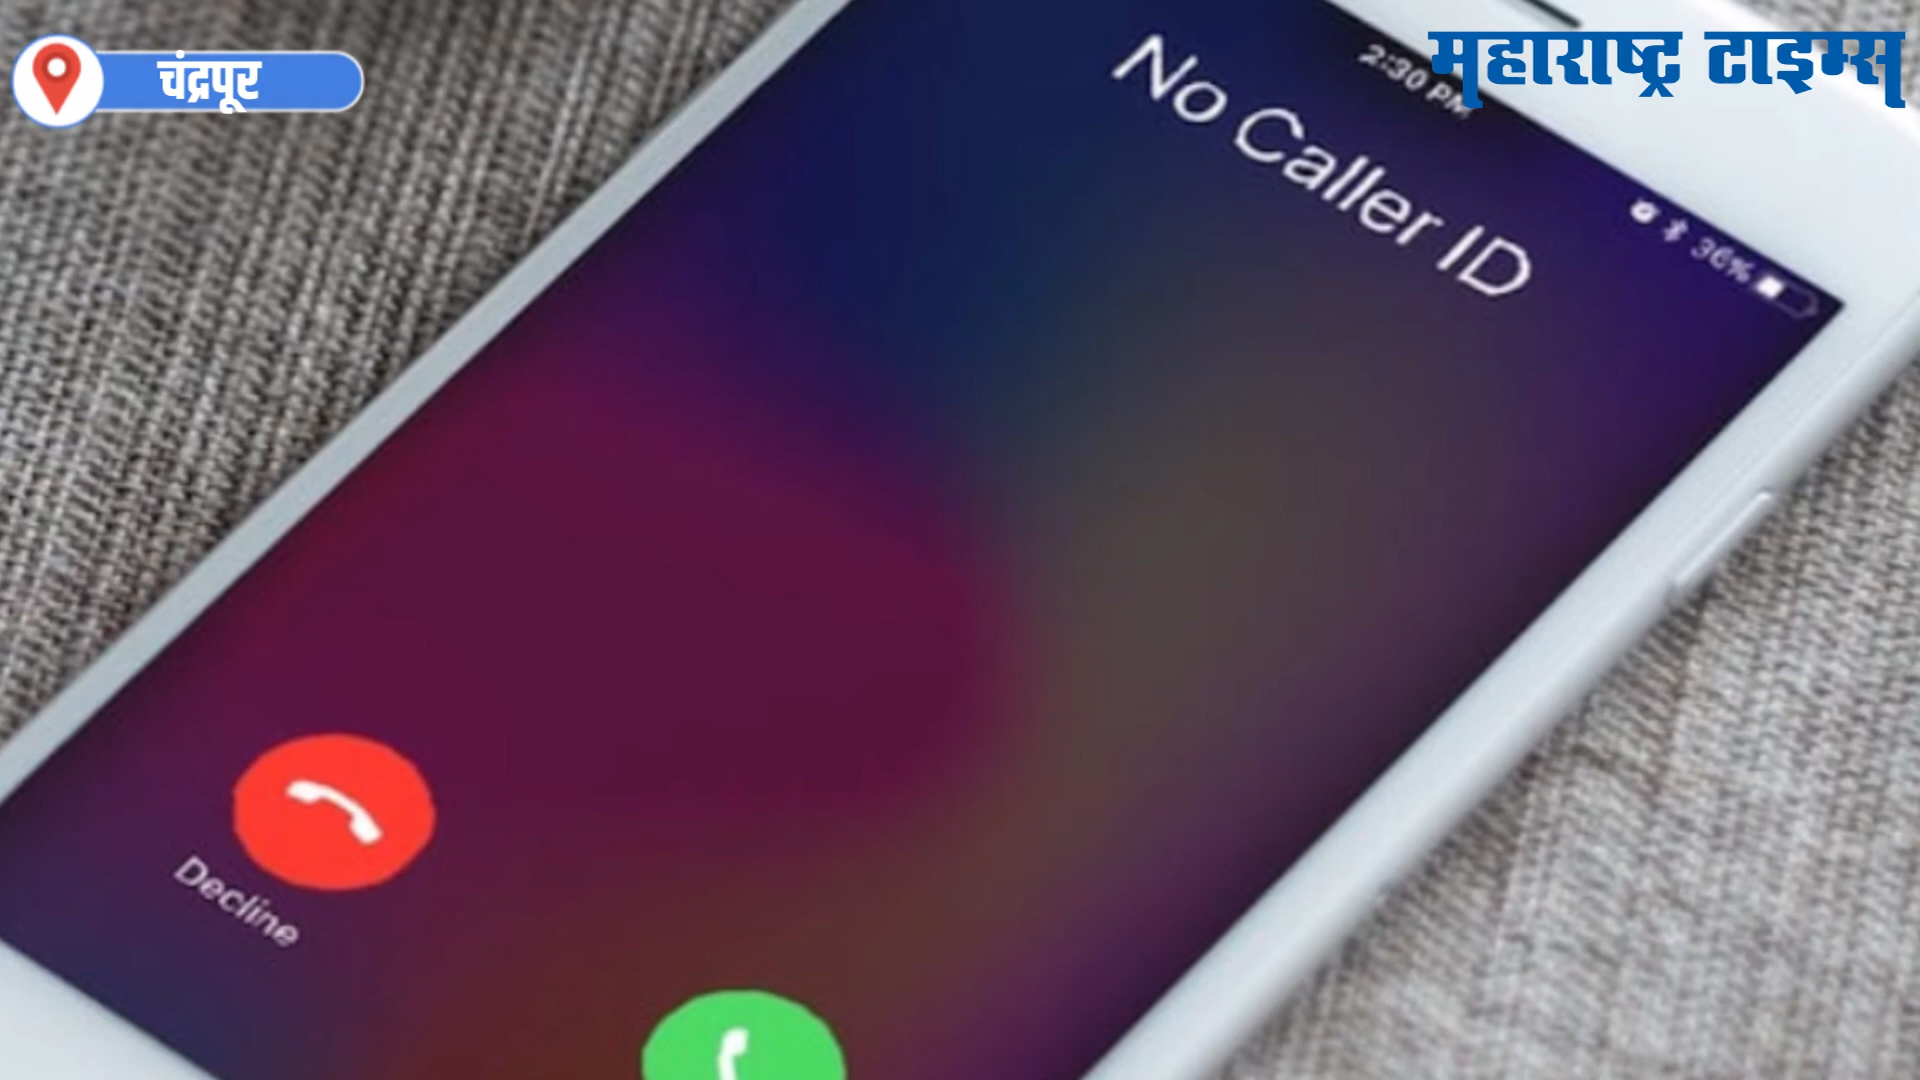 चंद्रपूर
महाराष्ट्र टाइम्स
2:30 PM
36%
No Caller ID
Decline